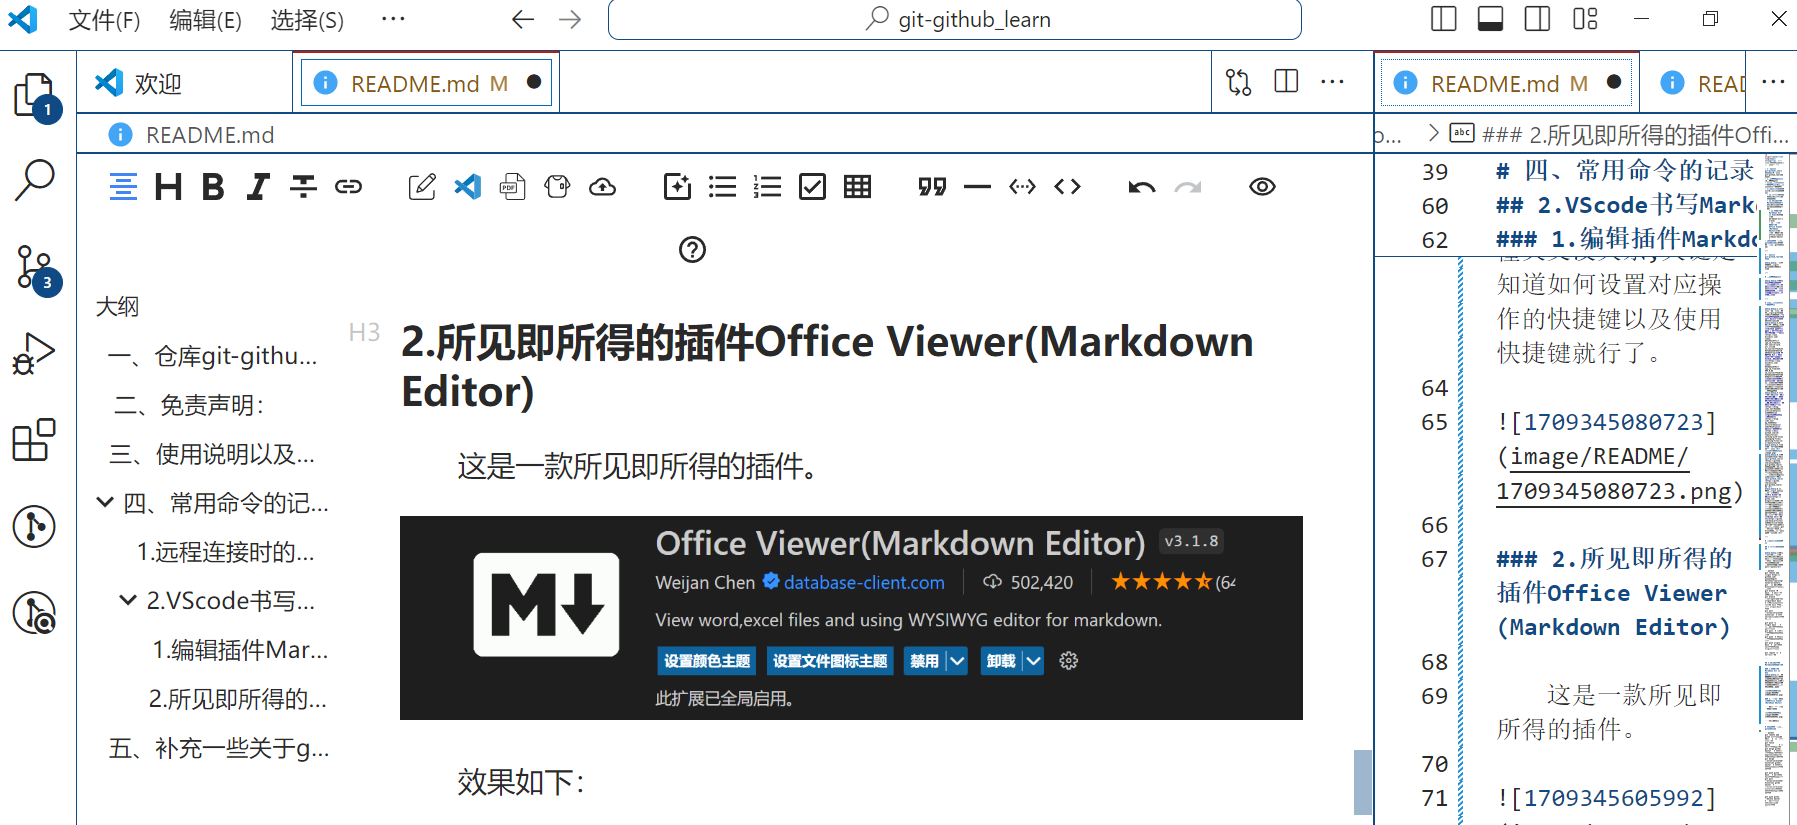 文件(F) 编辑(E) 选择(S) ···
git-github_learn
1
3
欢迎
README.md M
README.md
大纲
一、仓库git-githu...
二、免责声明：
三、使用说明以及...
四、常用命令的记...
1.远程连接时的...
2.VScode书写...
1.编辑插件Mar...
2.所见即所得的...
五、补充一些关于g...
H3
2.所见即所得的插件Office Viewer(Markdown
Editor)
这是一款所见即所得的插件。
Office Viewer(Markdown Editor) v3.1.8
Weijan Chen database-client.com 502,420 ★★★★★(64
View word,excel files and using WYSIWYG editor for markdown.
设置颜色主题 设置文件图标主题 禁用 卸载
此扩展已全局启用。
效果如下：
README.md M
READ
o... > abc ### 2.所见即所得的插件Offi...
39 # 四、常用命令的记录
60 ## 2.VScode书写Mark
62 ### 1.编辑插件Markdo
知道如何设置对应操
作的快捷键以及使用
快捷键就行了。
64
65 ![1709345080723]
(image/README/
1709345080723.png)
66
67 ### 2.所见即所得的
插件Office Viewer
(Markdown Editor)
68
69 这是一款所见即
所得的插件。
70
71 ![1709345605992]